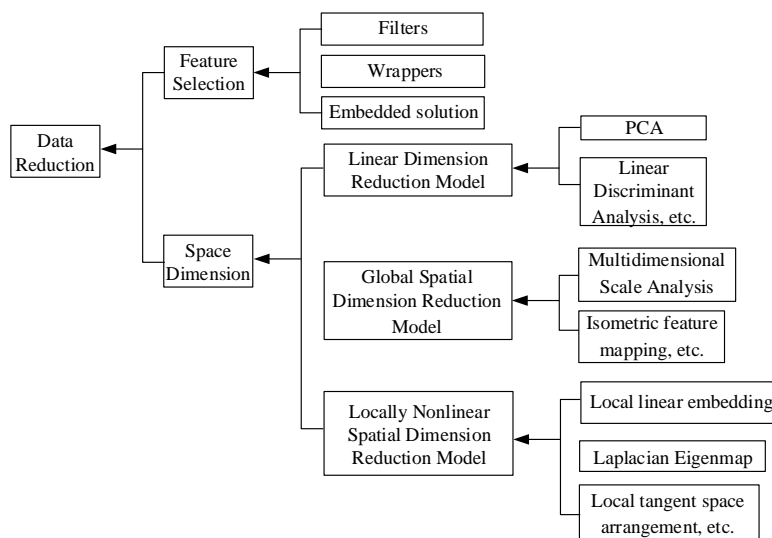 Filters
Feature
Selection
Wrappers
Embedded solution
Data
Reduction
PCA
Linear Dimension
Reduction Model
Linear
Discriminant
Analysis, etc.
Space
Dimension
Multidimensional
Scale Analysis
Global Spatial
Dimension Reduction
Model
Isometric feature
mapping, etc.
Local linear embedding
Locally Nonlinear
Spatial Dimension
Reduction Model
Laplacian Eigenmap
Local tangent space
arrangement, etc.